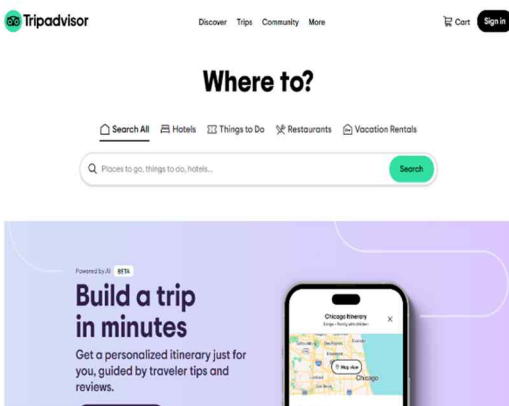 Tripadvisor
Discover Trips Community More
Cart
Sign in
Where to?
Search All Hotels Things to Do Restaurants Vacation Rentals
Places to go, things to do, hotels...
Search
Powered by AI BETA
Build a trip
in minutes
Get a personalized itinerary just for
you, guided by traveler tips and
reviews.
Chicago Itinerary
Map view
Chicago